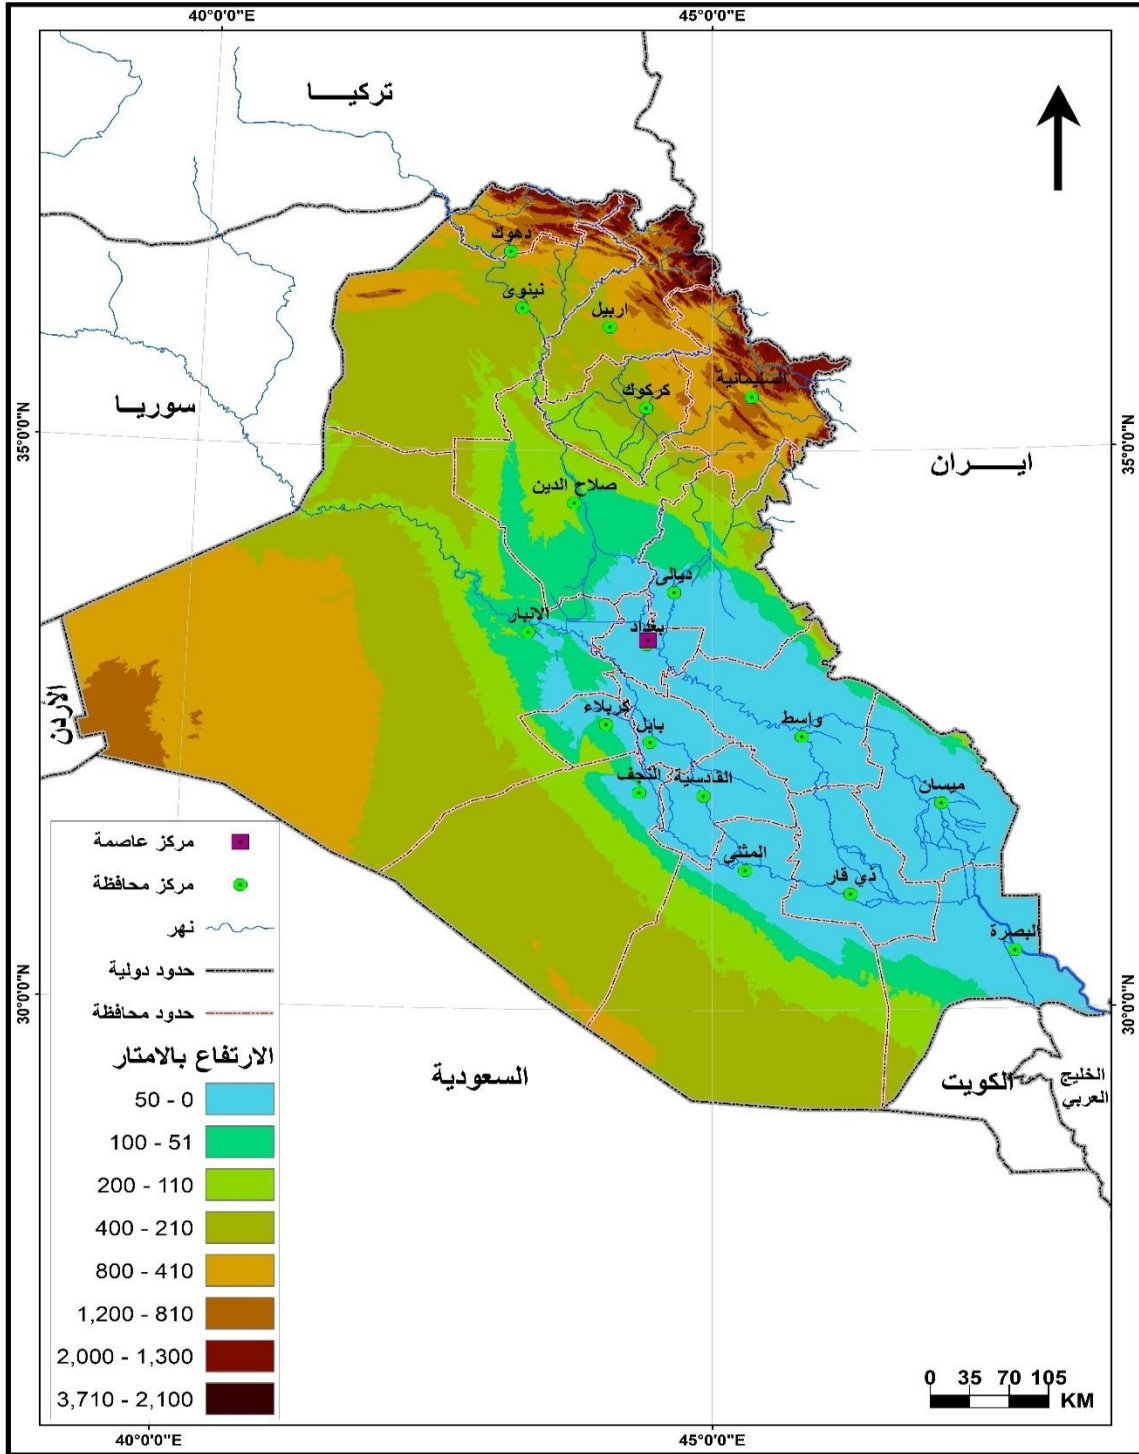 40°0'0"E
45°0'0"E
تركيـــــا
دهوك
نينوى
اربيل
السليمانية
كركوك
سوريـــا
35°0'0"N
35°0'0"N
ايـــــران
صلاح الدين
ديالى
الانبار
بغداد
الأردن
كربلاء
بابل
واسط
النجف
القدسية
ميسان
المثنى
ذي قار
البصرة
30°0'0"N
30°0'0"N
السعودية
الكويت
الخليج
العربي
مركز عاصمة
مركز محافظة
نهر
حدود دولية
حدود محافظة
الارتفاع بالامتار
50 - 0
100 - 51
200 - 110
400 - 210
800 - 410
1,200 - 810
2,000 - 1,300
3,710 - 2,100
0 35 70 105
KM
40°0'0"E
45°0'0"E